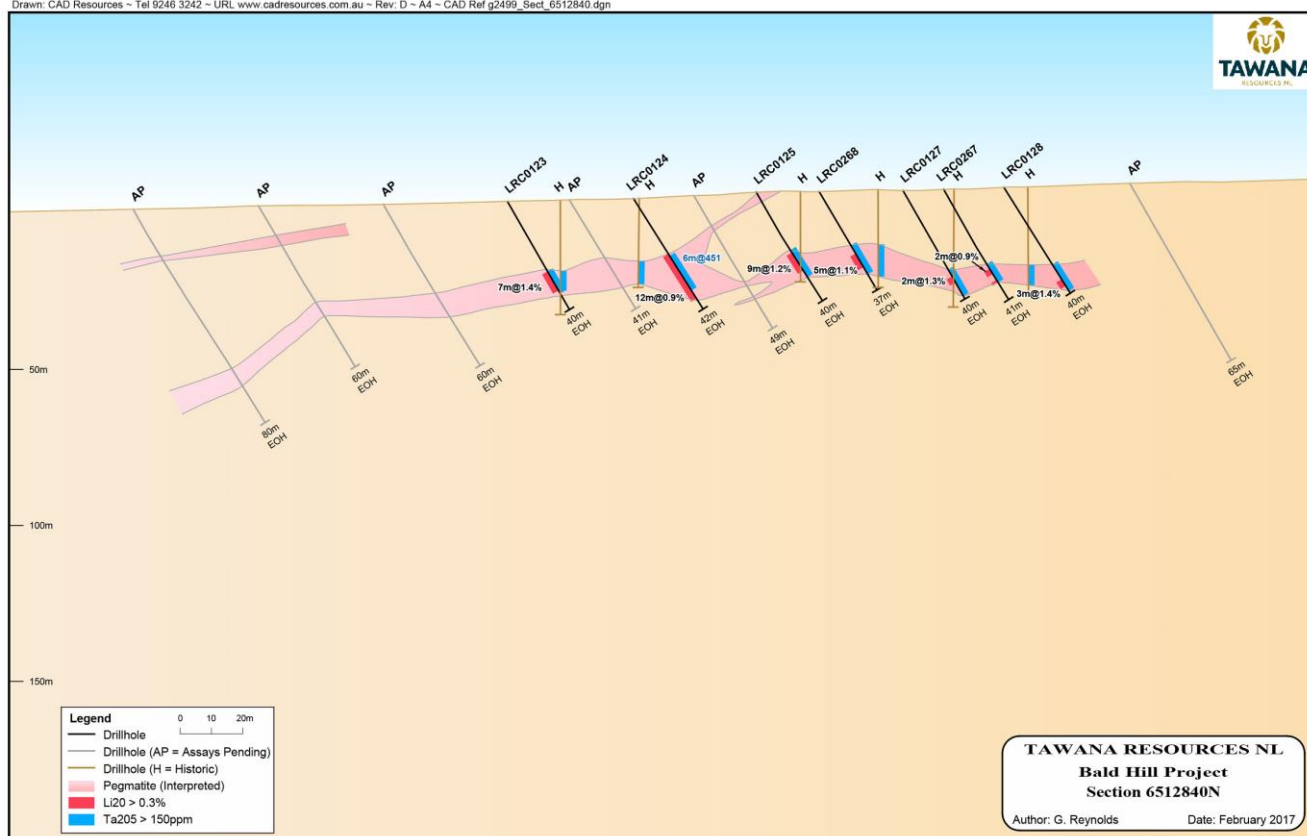 Drawn: CAD Resources ~ Tel 9246 3242 ~ URL www.cadresources.com.au ~ Rev: D ~ A4 ~ CAD Ref g2499_Sect_6512840.dgn
TAWANA
RESOURCES NL
AP
AP
AP
LRC0123
H
AP
LRC0124
H
AP
LRC0125
H
LRC0268
H
LRC0127
LRC0267
H
LRC0128
H
AP
6m@451
2m@0.9%
9m@1.2%
5m@1.1%
7m@1.4%
12m@0.9%
2m@1.3%
3m@1.4%
80m
EOH
60m
EOH
60m
EOH
40m
EOH
41m
EOH
42m
EOH
49m
EOH
40m
EOH
37m
EOH
40m
EOH
41m
EOH
40m
EOH
65m
EOH
50m
100m
150m
Legend
0 10 20m
Drillhole
Drillhole (AP = Assays Pending)
Drillhole (H = Historic)
Pegmatite (Interpreted)
Li20 > 0.3%
Ta205 > 150ppm
TAWANA RESOURCES NL
Bald Hill Project
Section 6512840N
Author: G. Reynolds Date: February 2017